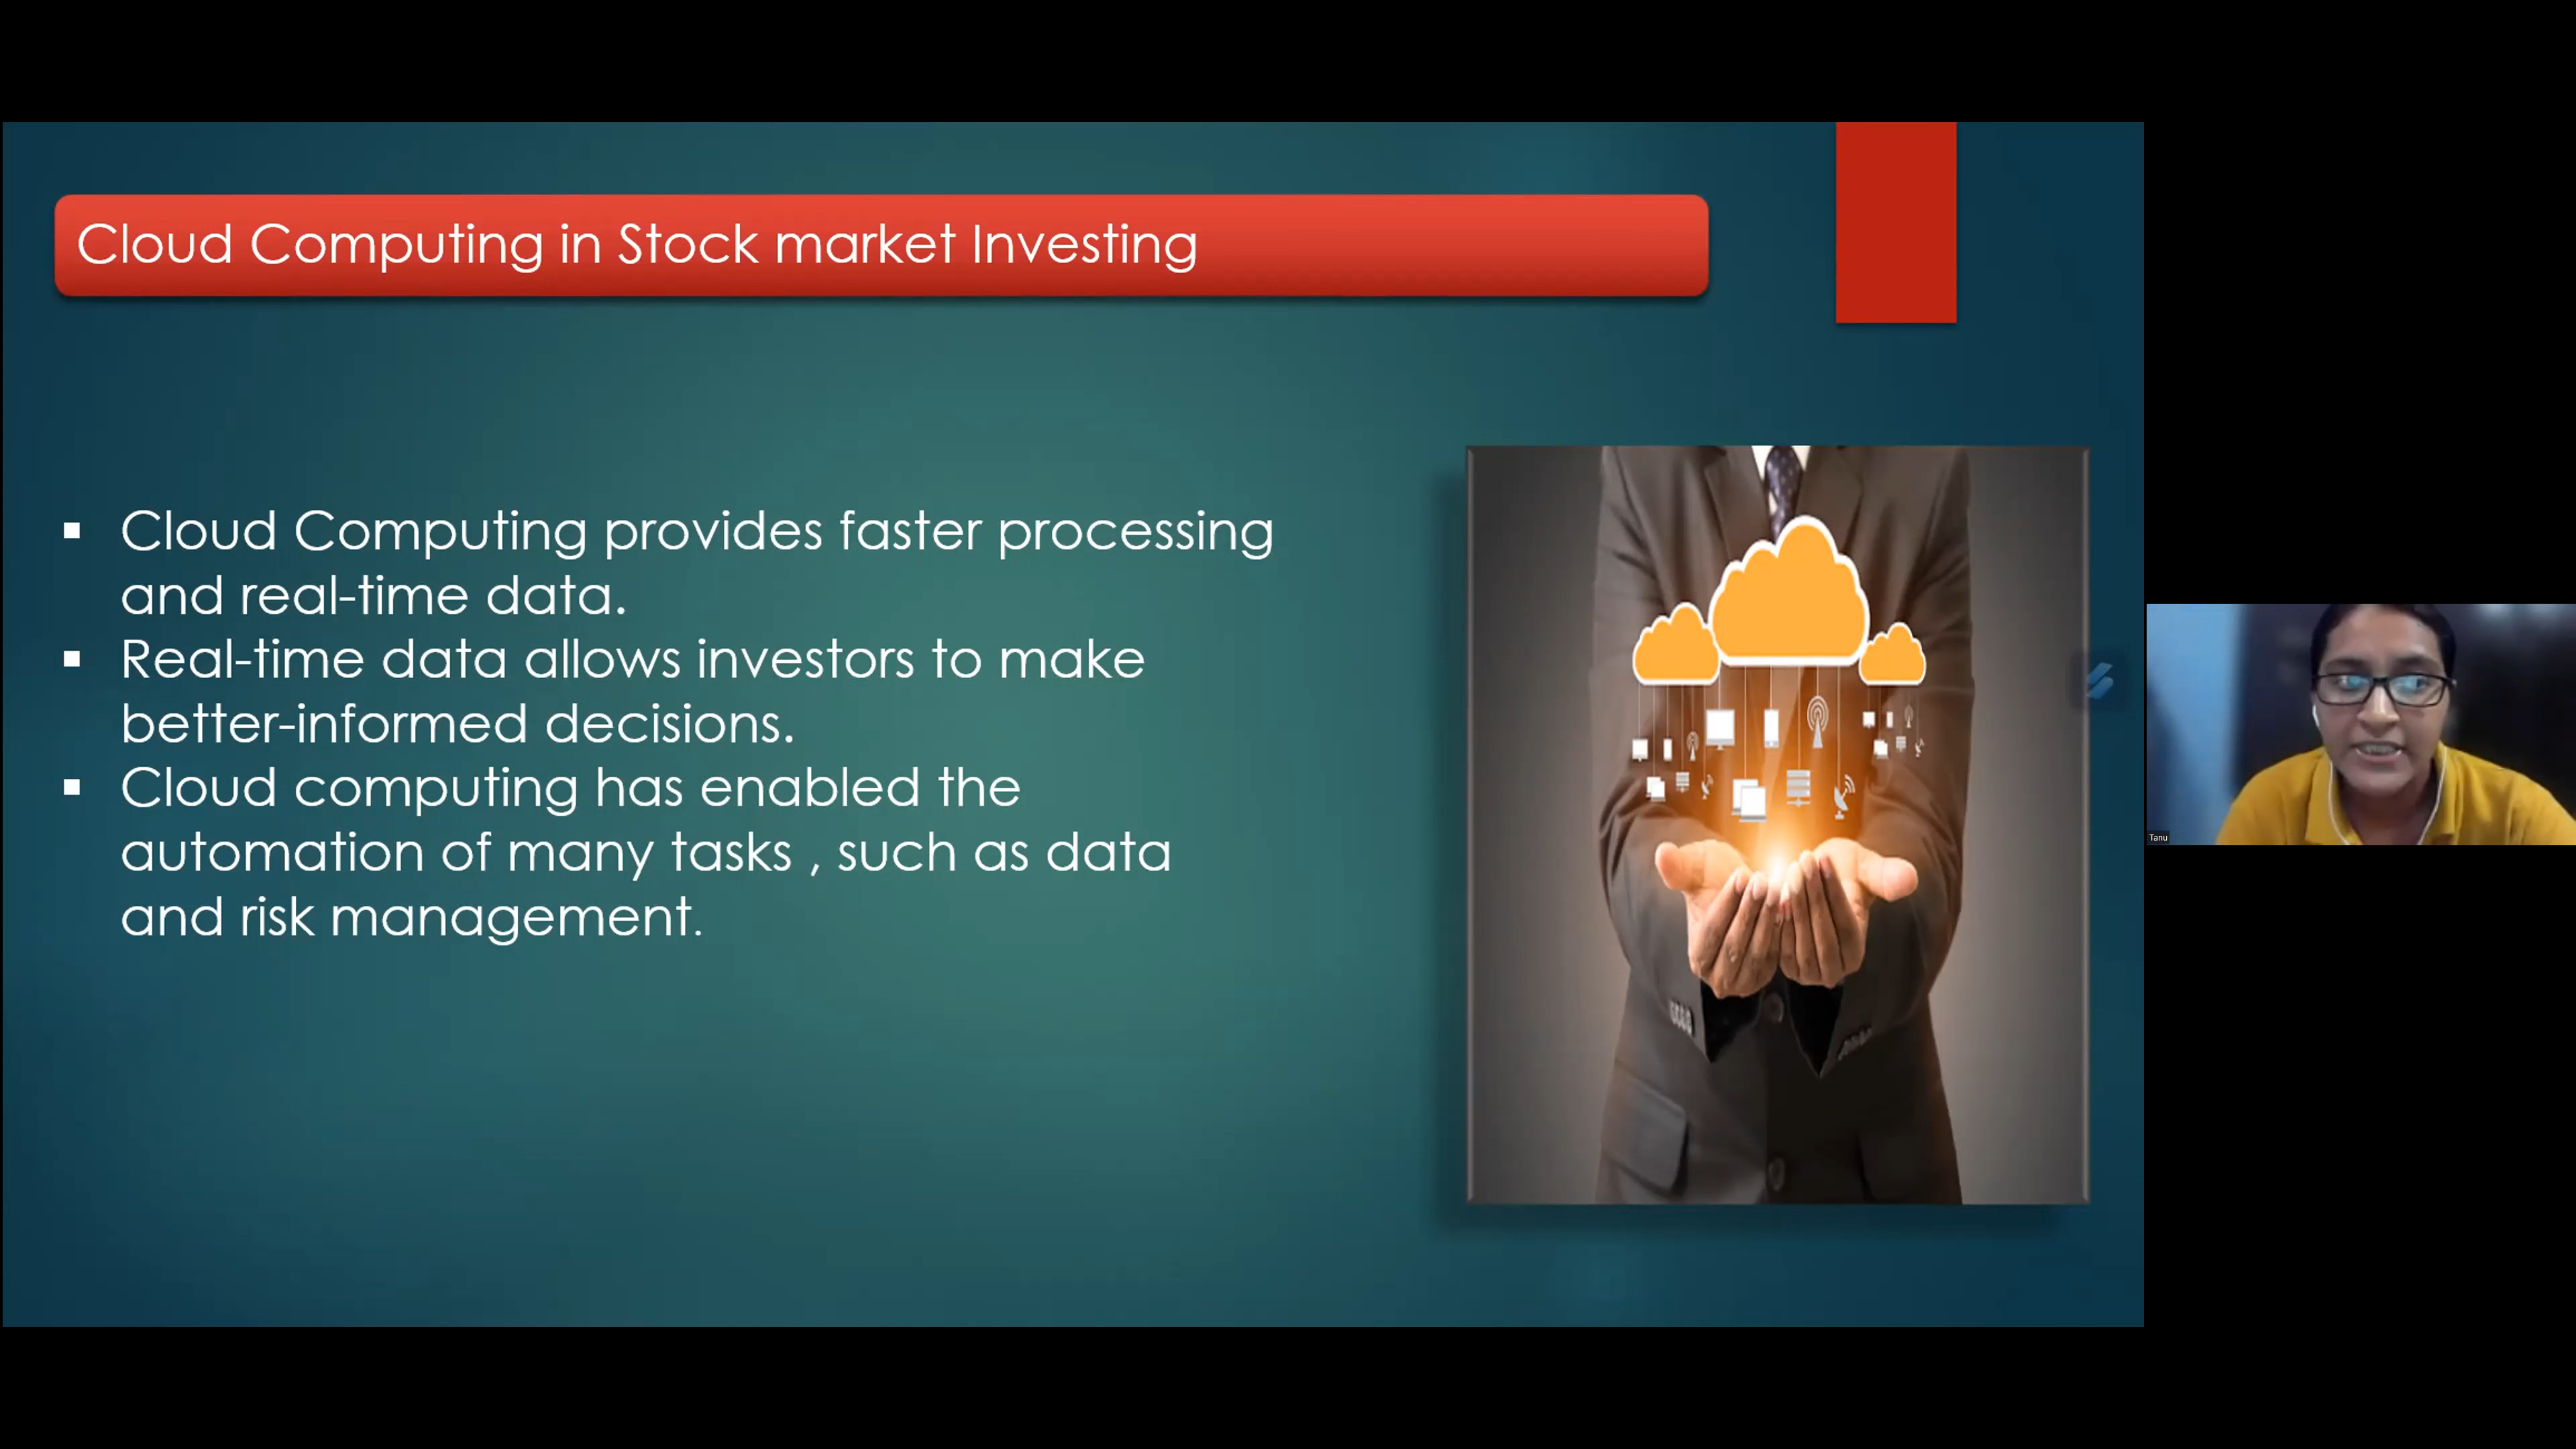 Cloud Computing in Stock market Investing
▪ Cloud Computing provides faster processing
and real-time data.
▪ Real-time data allows investors to make
better-informed decisions.
▪ Cloud computing has enabled the
automation of many tasks , such as data
and risk management.
Tanu